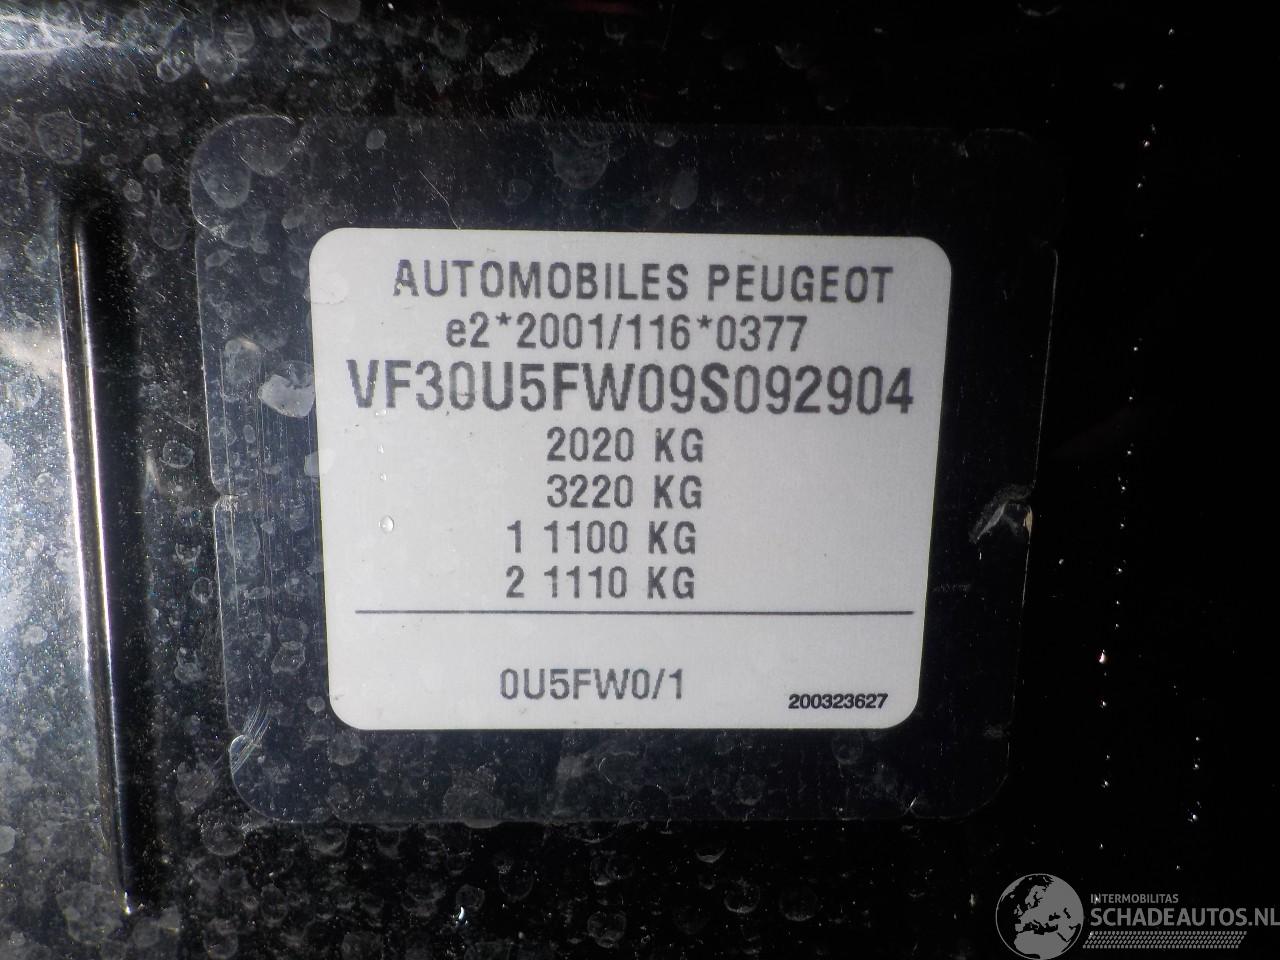 AUTOMOBILES PEUGEOT
e2*2001/116*0377
VF30U5FW09S092904
2020 KG
3220 KG
1 1100 KG
2 1110 KG
0U5FW0/1
200323627
INTERMOBILITAS
SCHADEAUTOS.NL